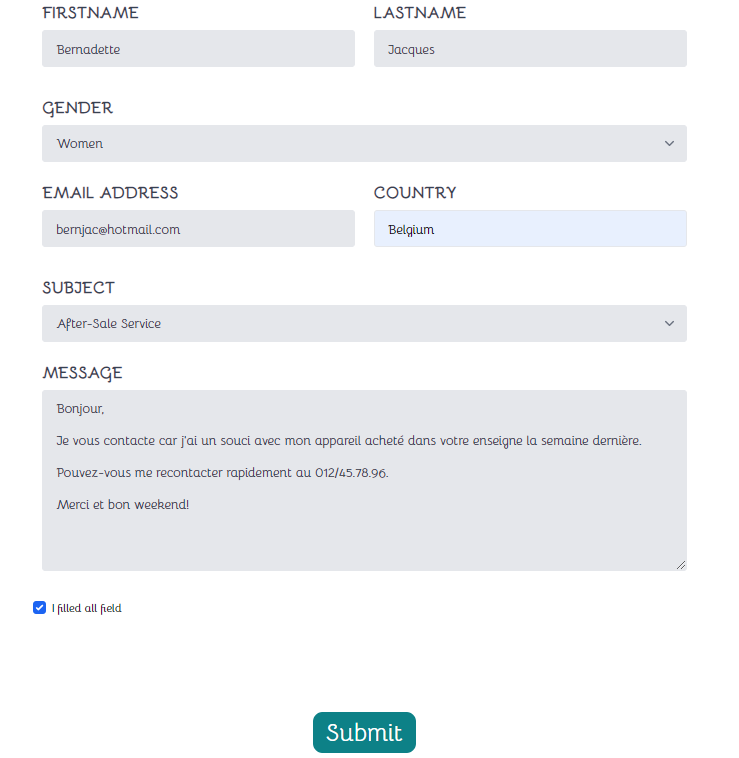 FIRSTNAME LASTNAME
Bernadette Jacques
GENDER
Women
EMAIL ADDRESS COUNTRY
bernjac@hotmail.com Belgium
SUBJECT
After-Sale Service
MESSAGE
Bonjour,
Je vous contacte car j'ai un souci avec mon appareil acheté dans votre enseigne la semaine dernière.
Pouvez-vous me recontacter rapidement au 012/45.78.96.
Merci et bon weekend!
I filled all field
Submit